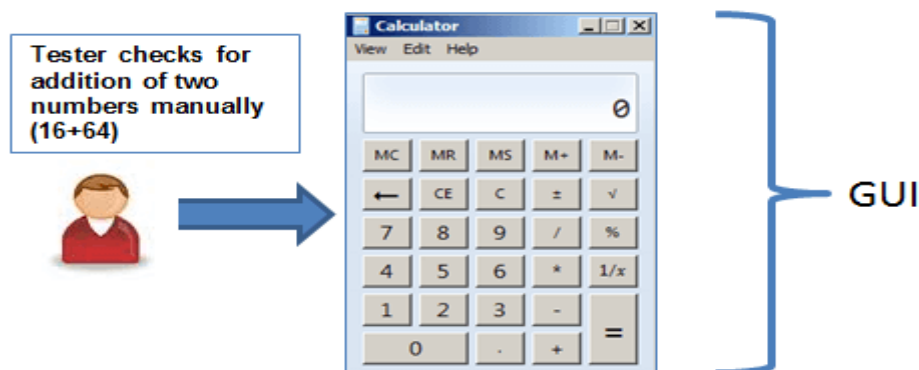 Tester checks for
addition of two
numbers manually
(16+64)
Calculator
View Edit Help
0
MC MR MS M+ M-
← CE C ± √
7 8 9 / %
4 5 6 * 1/x
1 2 3 -
=
0 . +
GUI